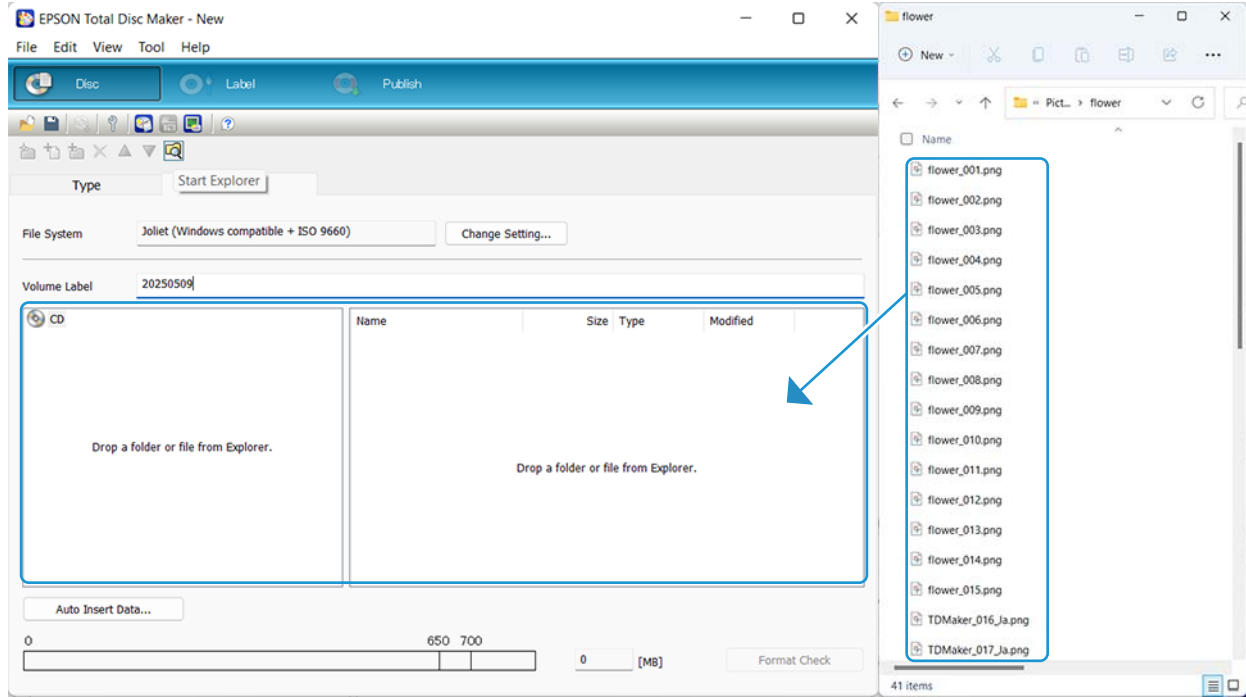 EPSON Total Disc Maker - New
File Edit View Tool Help
Disc Label Publish
Type
Start Explorer
File System Joliet (Windows compatible + ISO 9660) Change Setting...
Volume Label 20250509
CD
Name Size Type Modified
Drop a folder or file from Explorer.
Drop a folder or file from Explorer.
Auto Insert Data...
0 650 700
0 [MB] Format Check
flower
New
« Pict... › flower
Name
flower_001.png
flower_002.png
flower_003.png
flower_004.png
flower_005.png
flower_006.png
flower_007.png
flower_008.png
flower_009.png
flower_010.png
flower_011.png
flower_012.png
flower_013.png
flower_014.png
flower_015.png
TDMaker_016_Ja.png
TDMaker_017_Ja.png
41 items